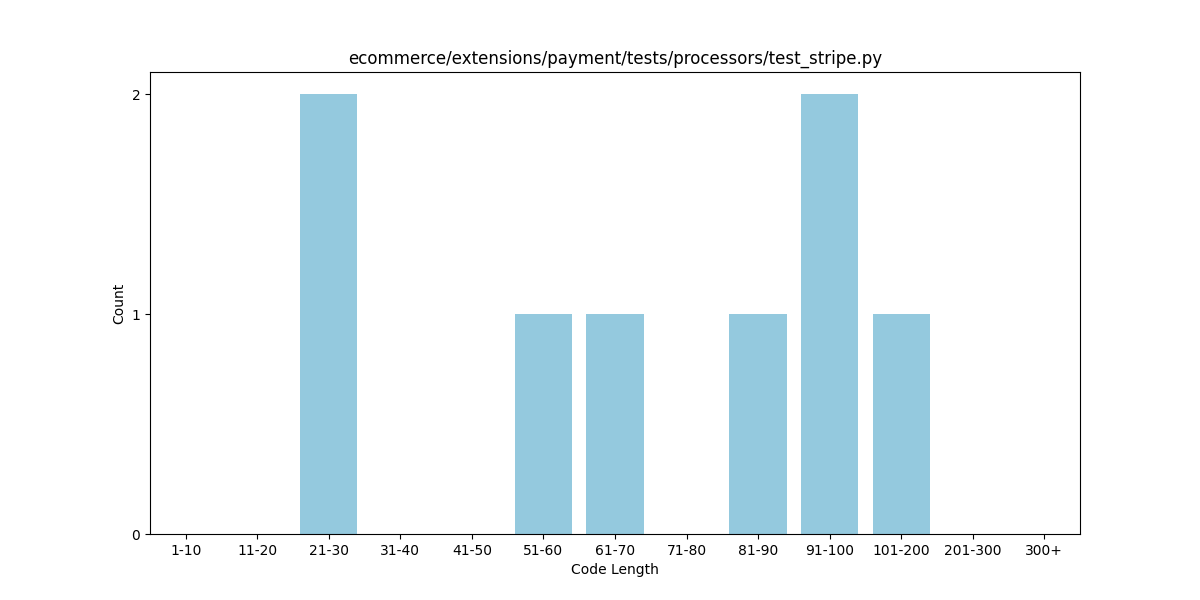 ecommerce/extensions/payment/tests/processors/test_stripe.py
2
1
0
Count
1-10 11-20 21-30 31-40 41-50 51-60 61-70 71-80 81-90 91-100 101-200 201-300 300+
Code Length